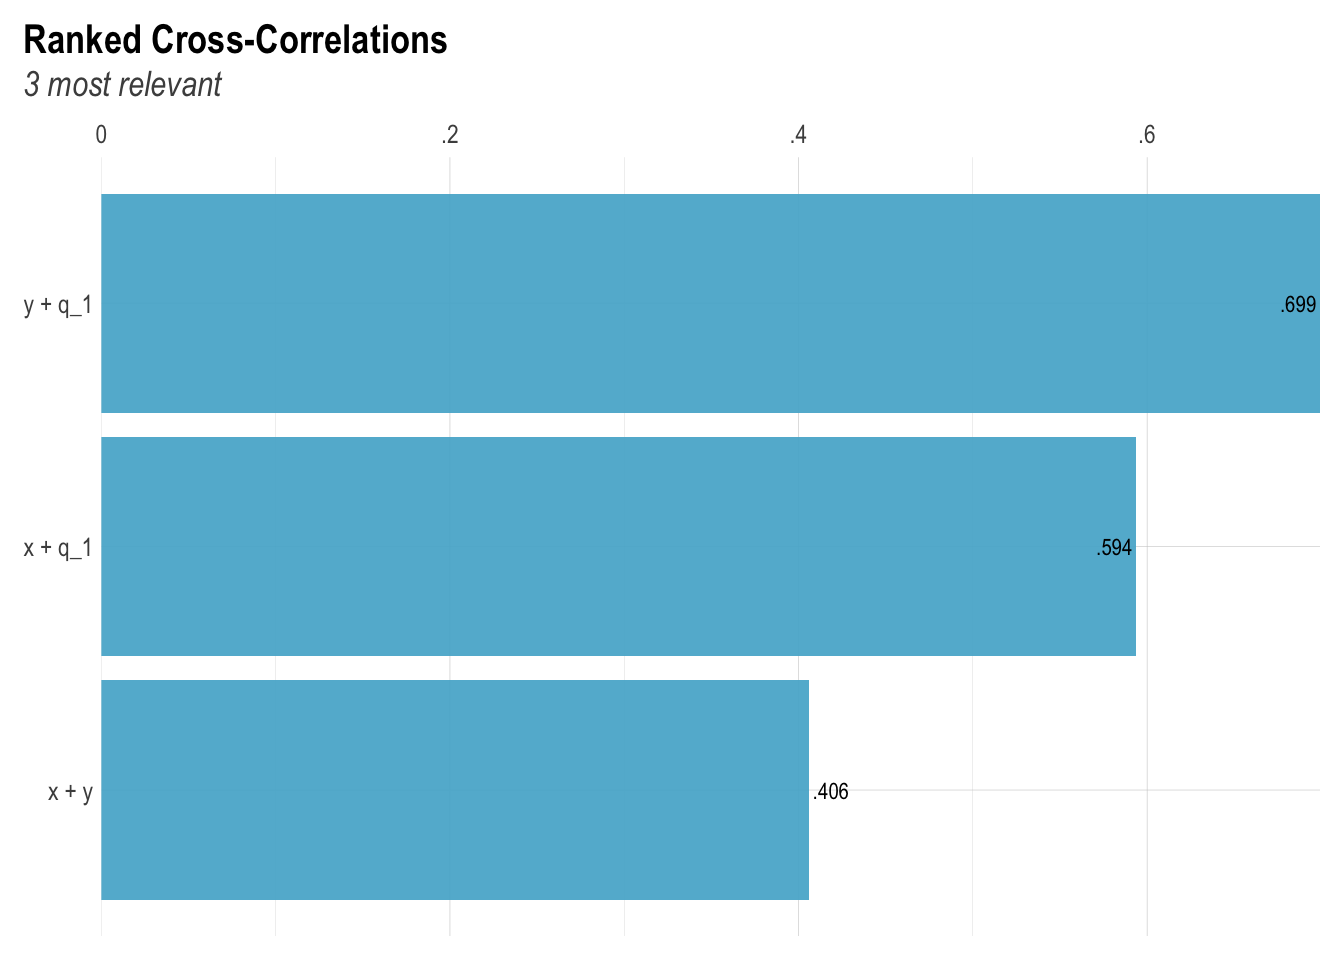 Ranked Cross-Correlations
3 most relevant
0 .2 .4 .6
y + q_1 .699
x + q_1 .594
x + y .406